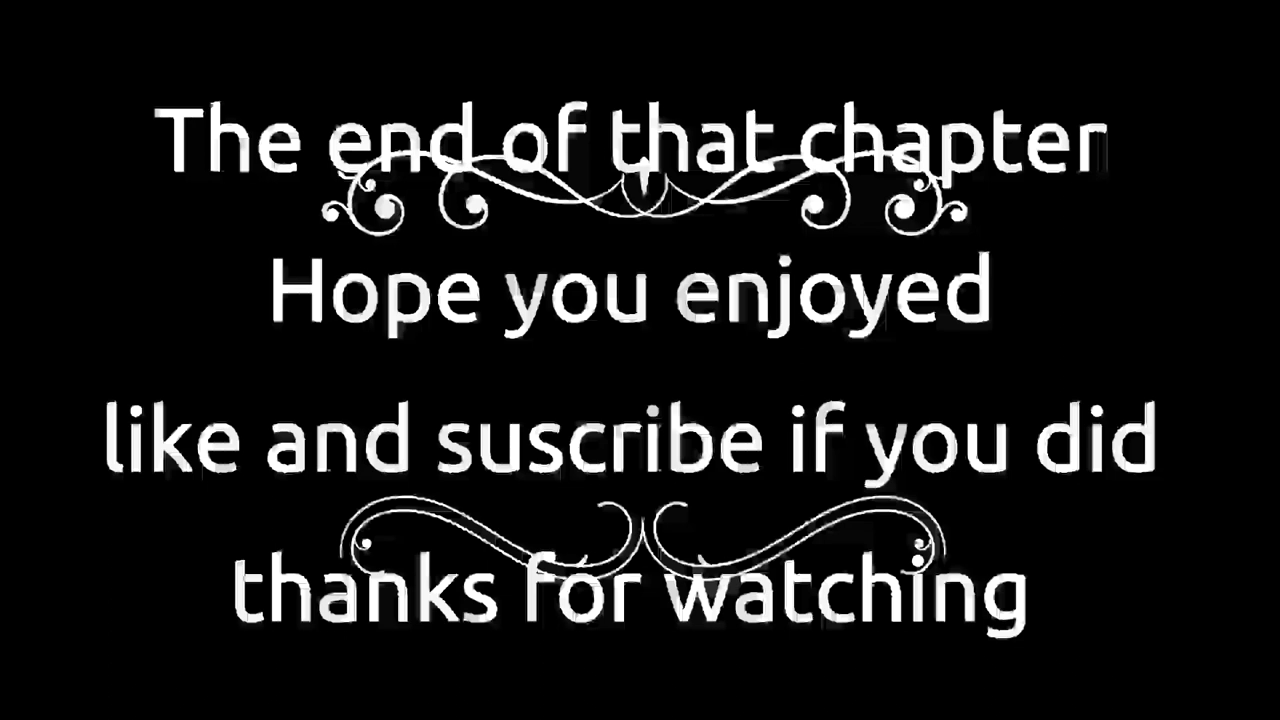 The end of that chapter
Hope you enjoyed
like and suscribe if you did
thanks for watching